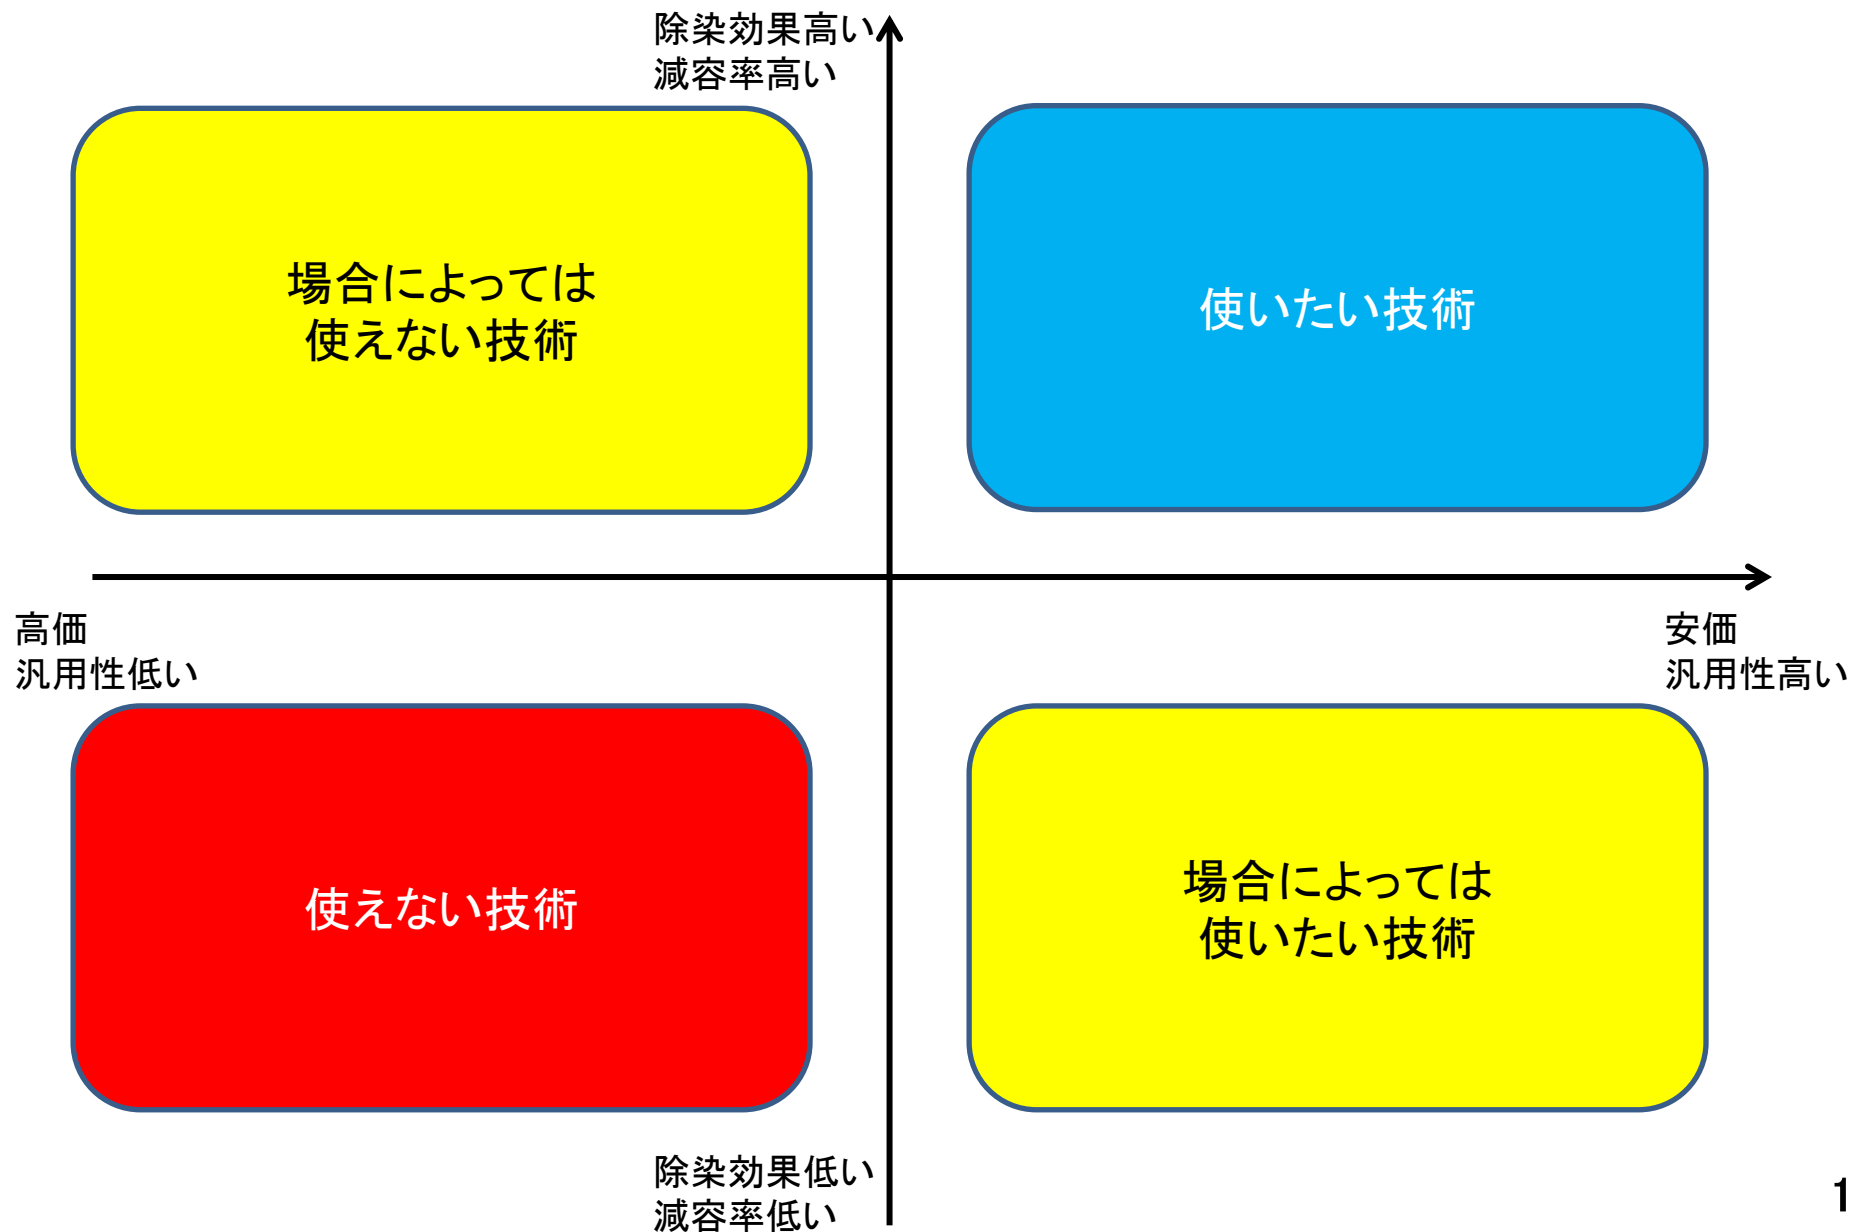 除染効果高い
減容率高い
場合によっては
使えない技術
使いたい技術
高価
汎用性低い
安価
汎用性高い
使えない技術
場合によっては
使いたい技術
除染効果低い
減容率低い
1